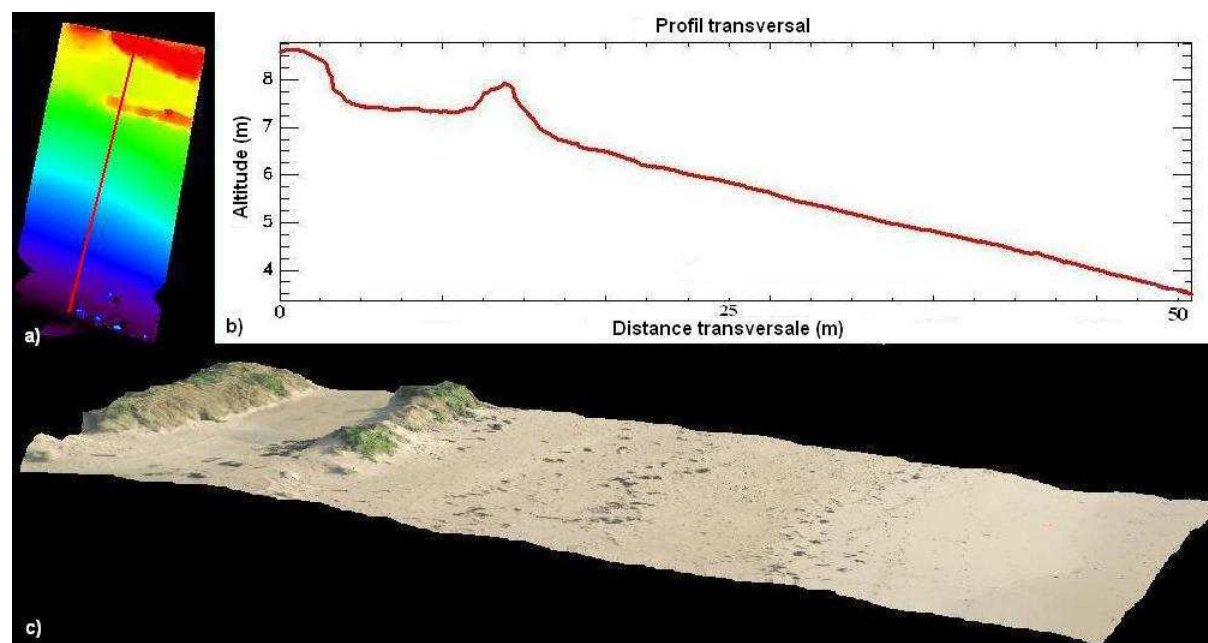 a)
Profil transversal
Altitude (m)
8
7
6
5
4
0
25
50
b)
Distance transversale (m)
c)